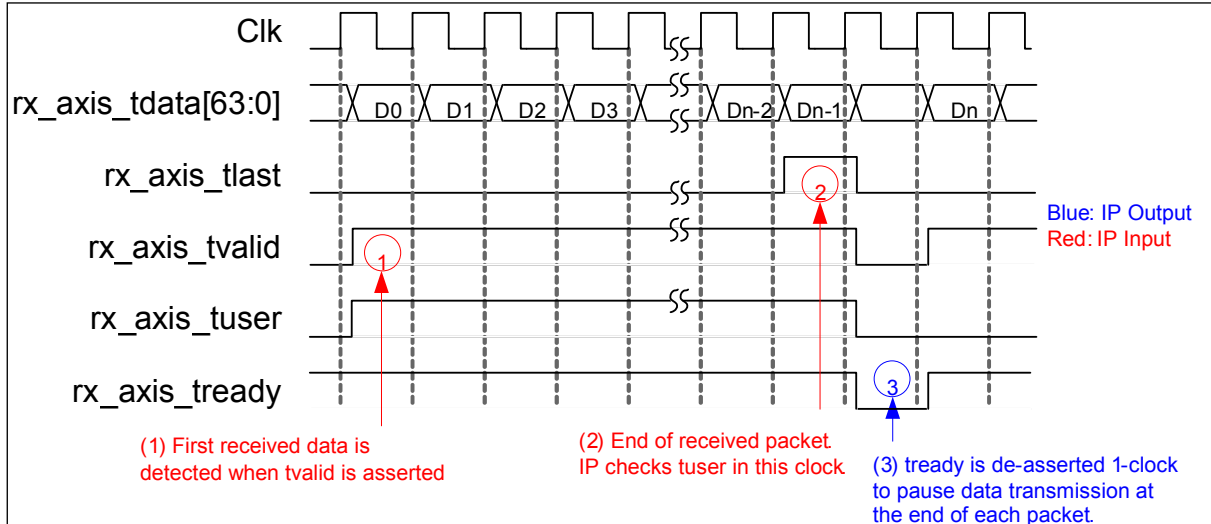 Clk
rx_axis_tdata[63:0]
D0 D1 D2 D3 Dn-2 Dn-1 Dn
rx_axis_tlast
2
Blue: IP Output
Red: IP Input
rx_axis_tvalid
1
rx_axis_tuser
rx_axis_tready
3
(1) First received data is
detected when tvalid is asserted
(2) End of received packet.
IP checks tuser in this clock
(3) tready is de-asserted 1-clock
to pause data transmission at
the end of each packet.